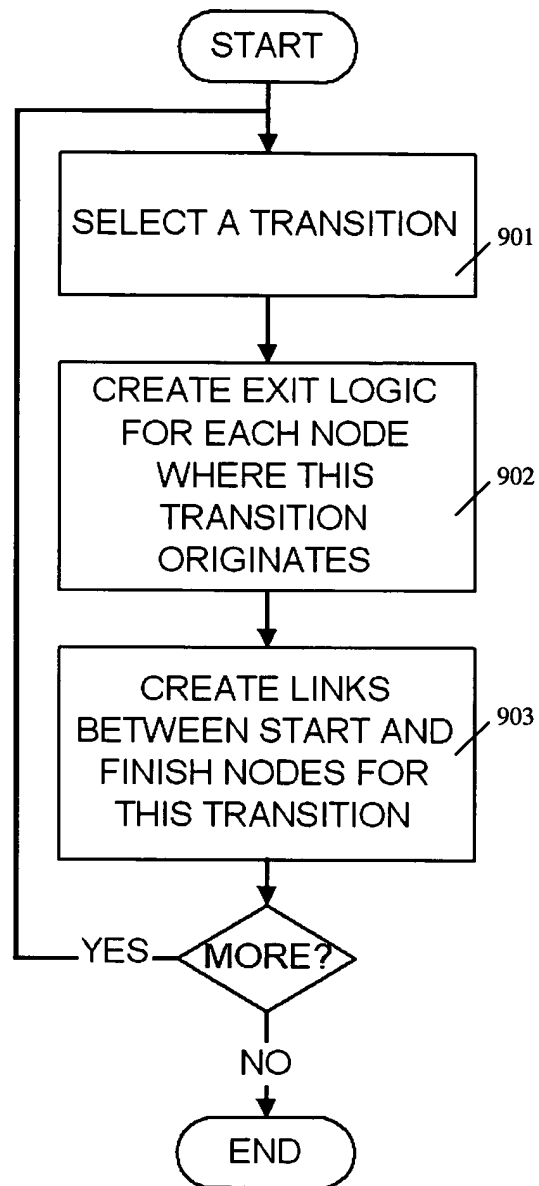 START
SELECT A TRANSITION
901
CREATE EXIT LOGIC
FOR EACH NODE
WHERE THIS
TRANSITION
ORIGINATES
902
CREATE LINKS
BETWEEN START AND
FINISH NODES FOR
THIS TRANSITION
903
YES
MORE?
NO
END